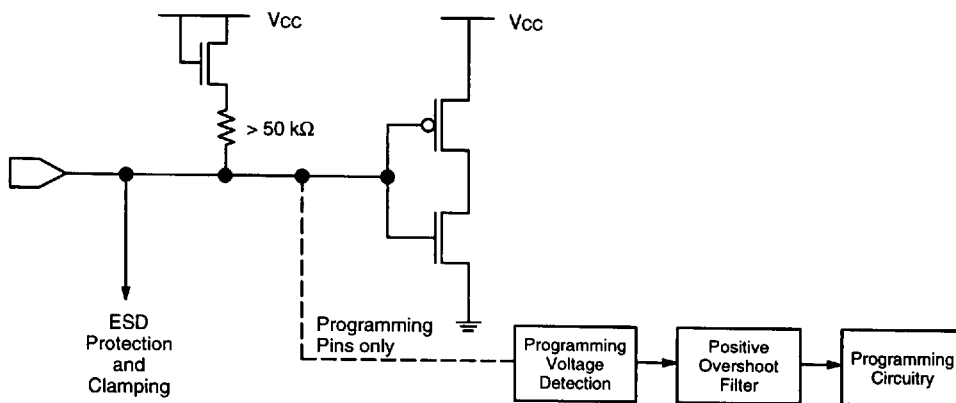 VCC
VCC
> 50 kΩ
ESD
Protection
and
Clamping
Programming
Pins only
Programming
Voltage
Detection
Positive
Overshoot
Filter
Programming
Circuitry